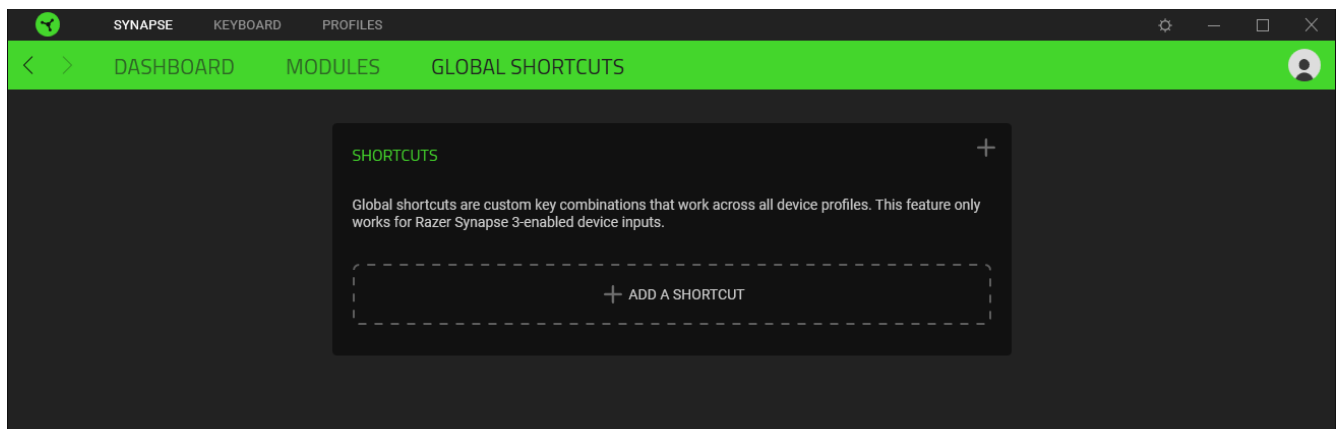 SYNAPSE KEYBOARD PROFILES
DASHBOARD MODULES GLOBAL SHORTCUTS
SHORTCUTS
Global shortcuts are custom key combinations that work across all device profiles. This feature only
works for Razer Synapse 3-enabled device inputs.
ADD A SHORTCUT